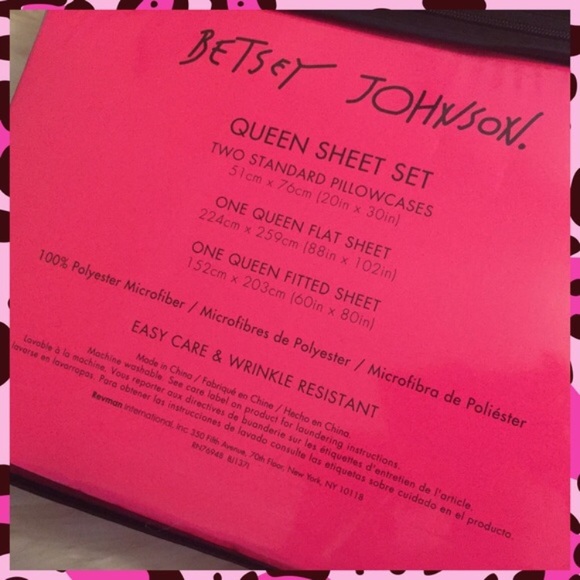 BETSEY JOHNSON.
QUEEN SHEET SET
TWO STANDARD PILLOWCASES
51cm x 76cm (20in x 30in)
ONE QUEEN FLAT SHEET
224cm x 259cm (88in x 102in)
ONE QUEEN FITTED SHEET
152cm x 203cm (60in x 80in)
100% Polyester Microfiber / Microfibres de Polyester / Microfibra de Poliéster
EASY CARE & WRINKLE RESISTANT
Made in China / Fabriqué en Chine / Hecho en China.
Machine washable. See care label on product for laundering instructions.
Lavable à la machine. Vous reporter aux directives de buanderie sur les étiquettes d'entretien de l'article.
laverse en lavarropas. Para obtener las instrucciones de lavado consulte las etiquetas sobre cuidado en el producto.
Revman International, Inc. 350 Fifth Avenue, 70th Floor, New York, NY 10118
RN76948